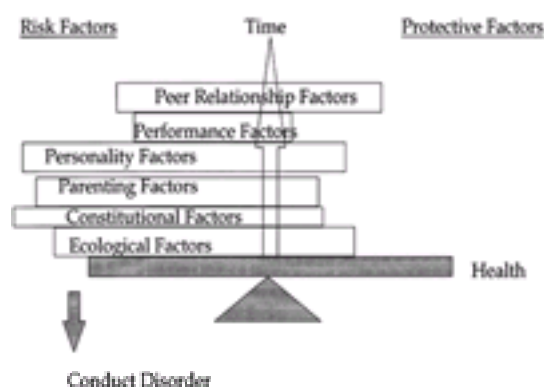 Risk Factors Time Protective Factors
Peer Relationship Factors
Performance Factors
Personality Factors
Parenting Factors
Constitutional Factors
Ecological Factors
Health
Conduct Disorder